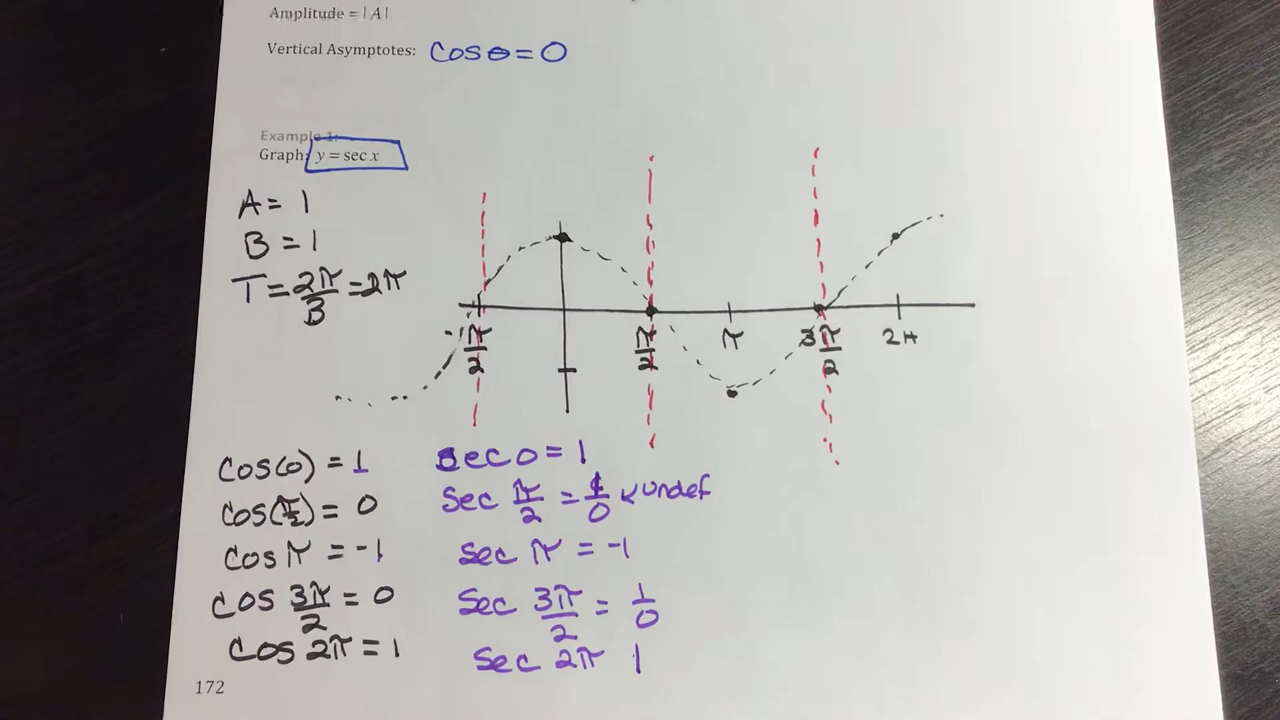 Amplitude = |A|
Vertical Asymptotes: cos θ = 0
Example 1:
Graph: y = sec x
A = 1
B = 1
T = 2π/B = 2π
-π/2 π/2 π 3π/2 2π
cos(0) = 1 sec 0 = 1
cos(π/2) = 0 sec π/2 = 1/0 < undef
cos π = -1 sec π = -1
cos 3π/2 = 0 sec 3π/2 = 1/0
cos 2π = 1 sec 2π 1
172